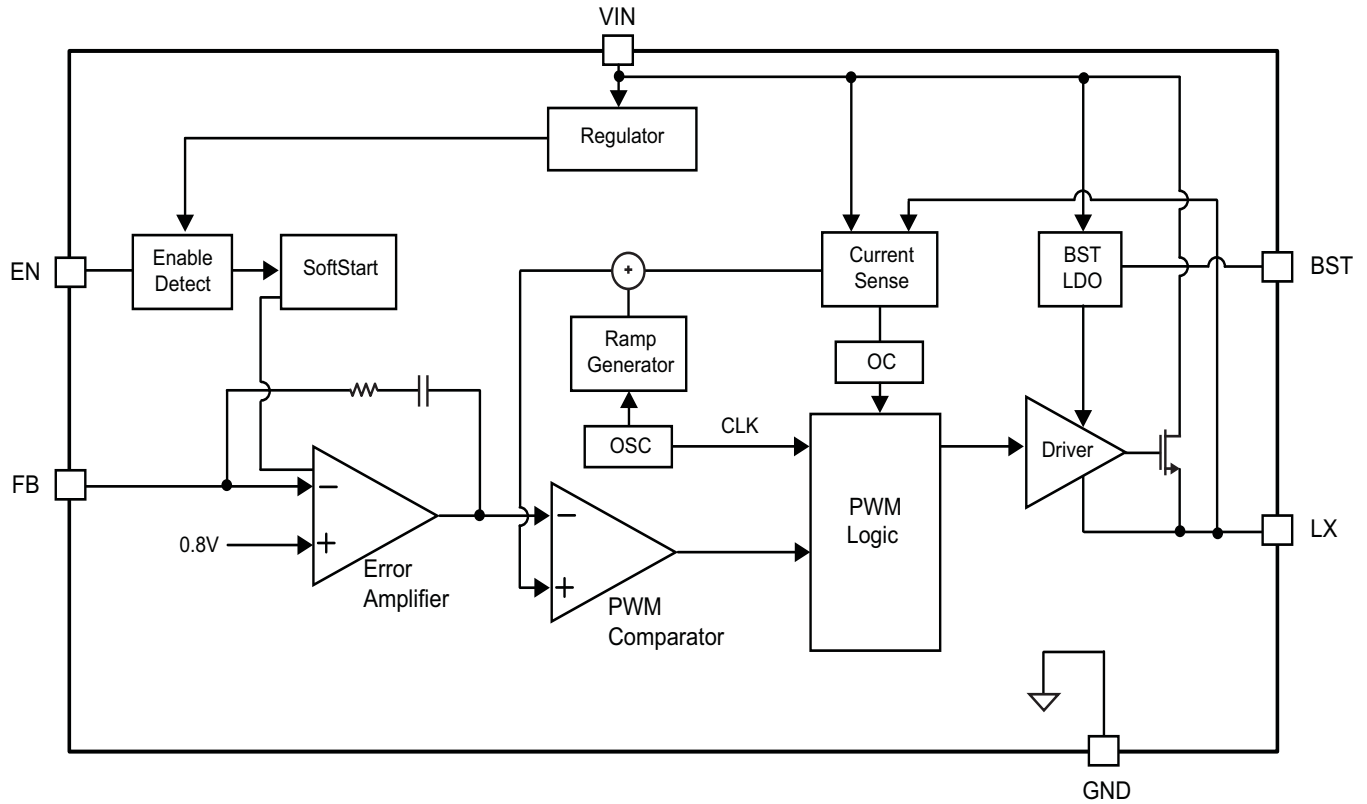 VIN
Regulator
EN
Enable
Detect
SoftStart
+
Current
Sense
BST
LDO
BST
Ramp
Generator
OC
OSC
CLK
Driver
FB
−
0.8V
+
Error
Amplifier
−
+
PWM
Comparator
PWM
Logic
LX
GND